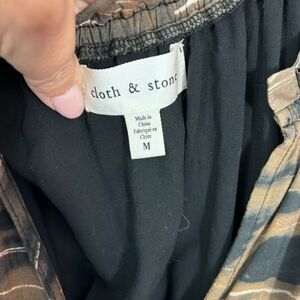 cloth & stone
Made in
China
Fabriqué en
Chine
M